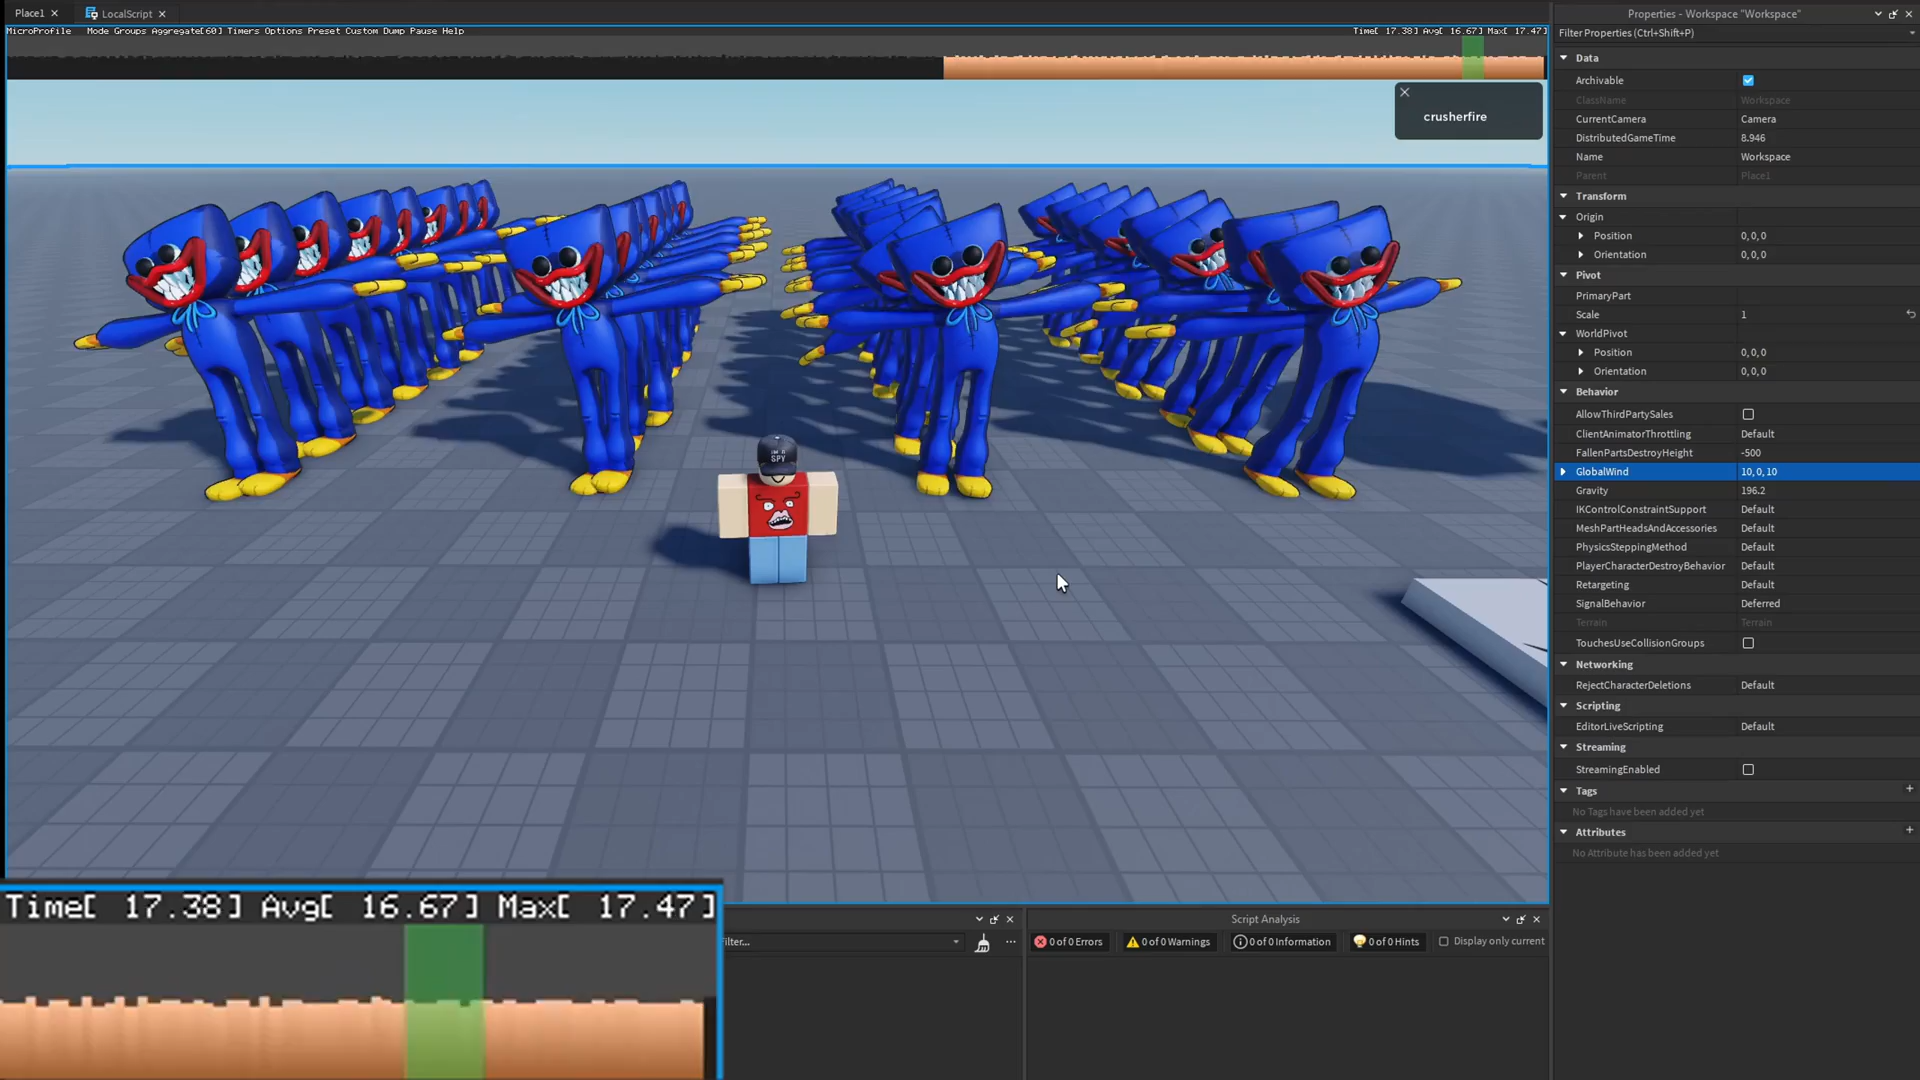 Place1
LocalScript
MicroProfile Mode Groups Aggregate[60] Timers Options Preset Custom Dump Pause Help
Time[ 17.38] Avg[ 16.67] Max[ 17.47]
crusherfire
I'M A
SPY
Properties - Workspace "Workspace"
Filter Properties (Ctrl+Shift+P)
Data
Archivable
ClassName Workspace
CurrentCamera Camera
DistributedGameTime 8.946
Name Workspace
Parent Place1
Transform
Origin
Position 0, 0, 0
Orientation 0, 0, 0
Pivot
PrimaryPart
Scale 1
WorldPivot
Position 0, 0, 0
Orientation 0, 0, 0
Behavior
AllowThirdPartySales
ClientAnimatorThrottling Default
FallenPartsDestroyHeight -500
GlobalWind 10, 0, 10
Gravity 196.2
IKControlConstraintSupport Default
MeshPartHeadsAndAccessories Default
PhysicsSteppingMethod Default
PlayerCharacterDestroyBehavior Default
Retargeting Default
SignalBehavior Deferred
Terrain Terrain
TouchesUseCollisionGroups
Networking
RejectCharacterDeletions Default
Scripting
EditorLiveScripting Default
Streaming
StreamingEnabled
Tags
No Tags have been added yet
Attributes
No Attribute has been added yet
Time[ 17.38] Avg[ 16.67] Max[ 17.47]
ilter...
Script Analysis
0 of 0 Errors
0 of 0 Warnings
0 of 0 Information
0 of 0 Hints
Display only current